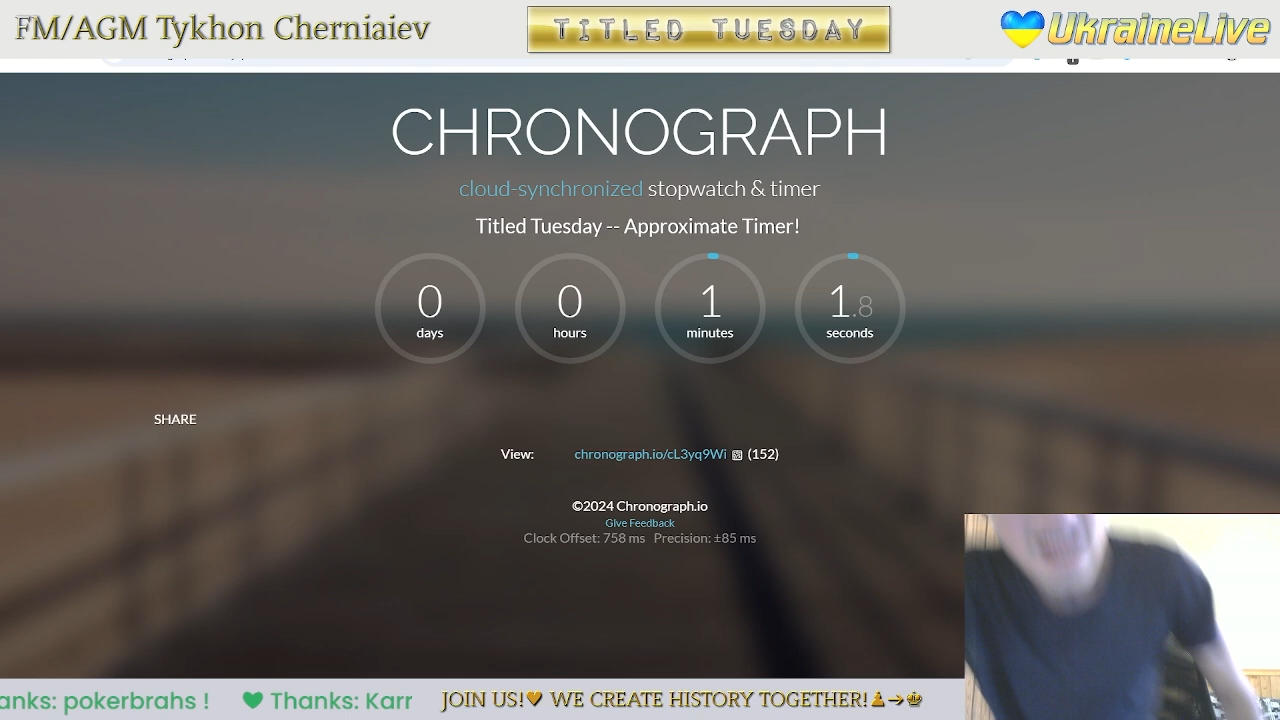 FM/AGM Tykhon Cherniaiev
TITLED TUESDAY
UkraineLive
CHRONOGRAPH
cloud-synchronized stopwatch & timer
Titled Tuesday -- Approximate Timer!
0 0 1 1.8
days hours minutes seconds
SHARE
View: chronograph.io/cL3yq9Wi (152)
©2024 Chronograph.io
Give Feedback
Clock Offset: 758 ms Precision: ±85 ms
anks: pokerbrahs ! Thanks: Karr JOIN US! WE CREATE HISTORY TOGETHER!